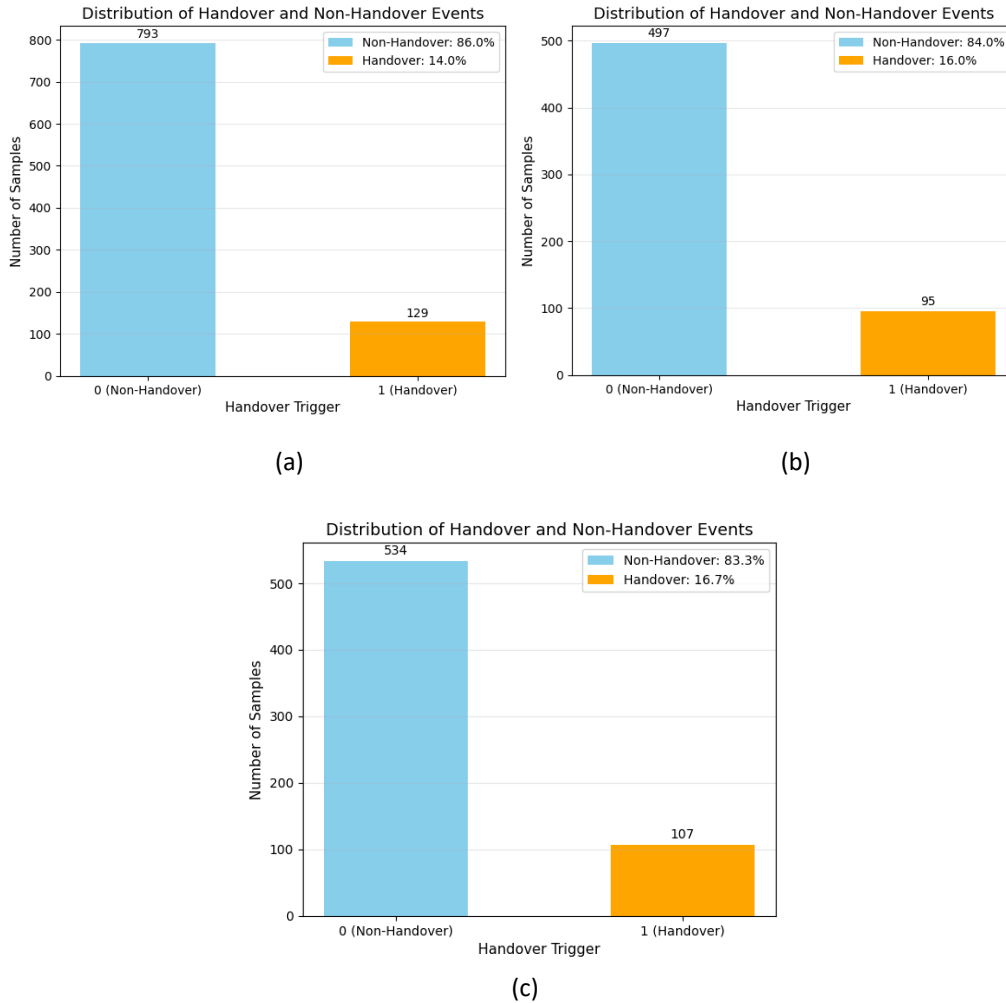 Distribution of Handover and Non-Handover Events
793
Non-Handover: 86.0%
Handover: 14.0%
800
700
600
500
400
300
200
100
0
129
Number of Samples
0 (Non-Handover)
1 (Handover)
Handover Trigger
(a)
Distribution of Handover and Non-Handover Events
497
Non-Handover: 84.0%
Handover: 16.0%
500
400
300
200
100
0
95
Number of Samples
0 (Non-Handover)
1 (Handover)
Handover Trigger
(b)
Distribution of Handover and Non-Handover Events
534
Non-Handover: 83.3%
Handover: 16.7%
500
400
300
200
100
0
107
Number of Samples
0 (Non-Handover)
1 (Handover)
Handover Trigger
(c)